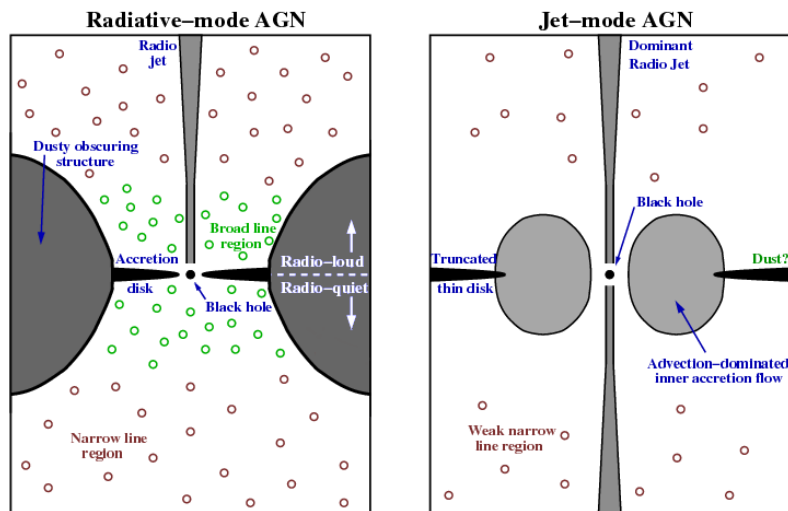 Radiative–mode AGN
Radio
jet
Dusty obscuring
structure
Broad line
region
Accretion
disk
Radio–loud
Radio–quiet
Black hole
Narrow line
region
Jet–mode AGN
Dominant
Radio Jet
Black hole
Truncated
thin disk
Dust?
Advection–dominated
inner accretion flow
Weak narrow
line region